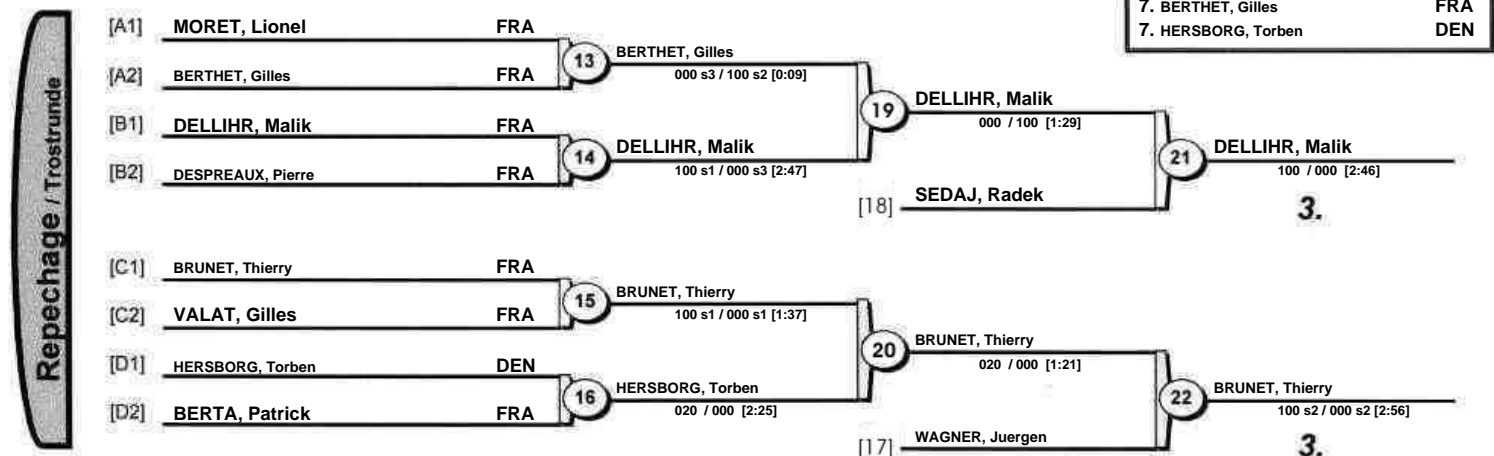 7. BERTHET, Gilles FRA
7. HERSBORG, Torben DEN
Repechage / Trostrunde
[A1] MORET, Lionel FRA
[A2] BERTHET, Gilles FRA
13
BERTHET, Gilles
000 s3 / 100 s2 [0:09]
[B1] DELLIHR, Malik FRA
[B2] DESPREAUX, Pierre FRA
14
DELLIHR, Malik
100 s1 / 000 s3 [2:47]
19
DELLIHR, Malik
000 / 100 [1:29]
[18] SEDAJ, Radek
21
DELLIHR, Malik
100 / 000 [2:46]
3.
[C1] BRUNET, Thierry FRA
[C2] VALAT, Gilles FRA
15
BRUNET, Thierry
100 s1 / 000 s1 [1:37]
[D1] HERSBORG, Torben DEN
[D2] BERTA, Patrick FRA
16
HERSBORG, Torben
020 / 000 [2:25]
20
BRUNET, Thierry
020 / 000 [1:21]
[17] WAGNER, Juergen
22
BRUNET, Thierry
100 s2 / 000 s2 [2:56]
3.